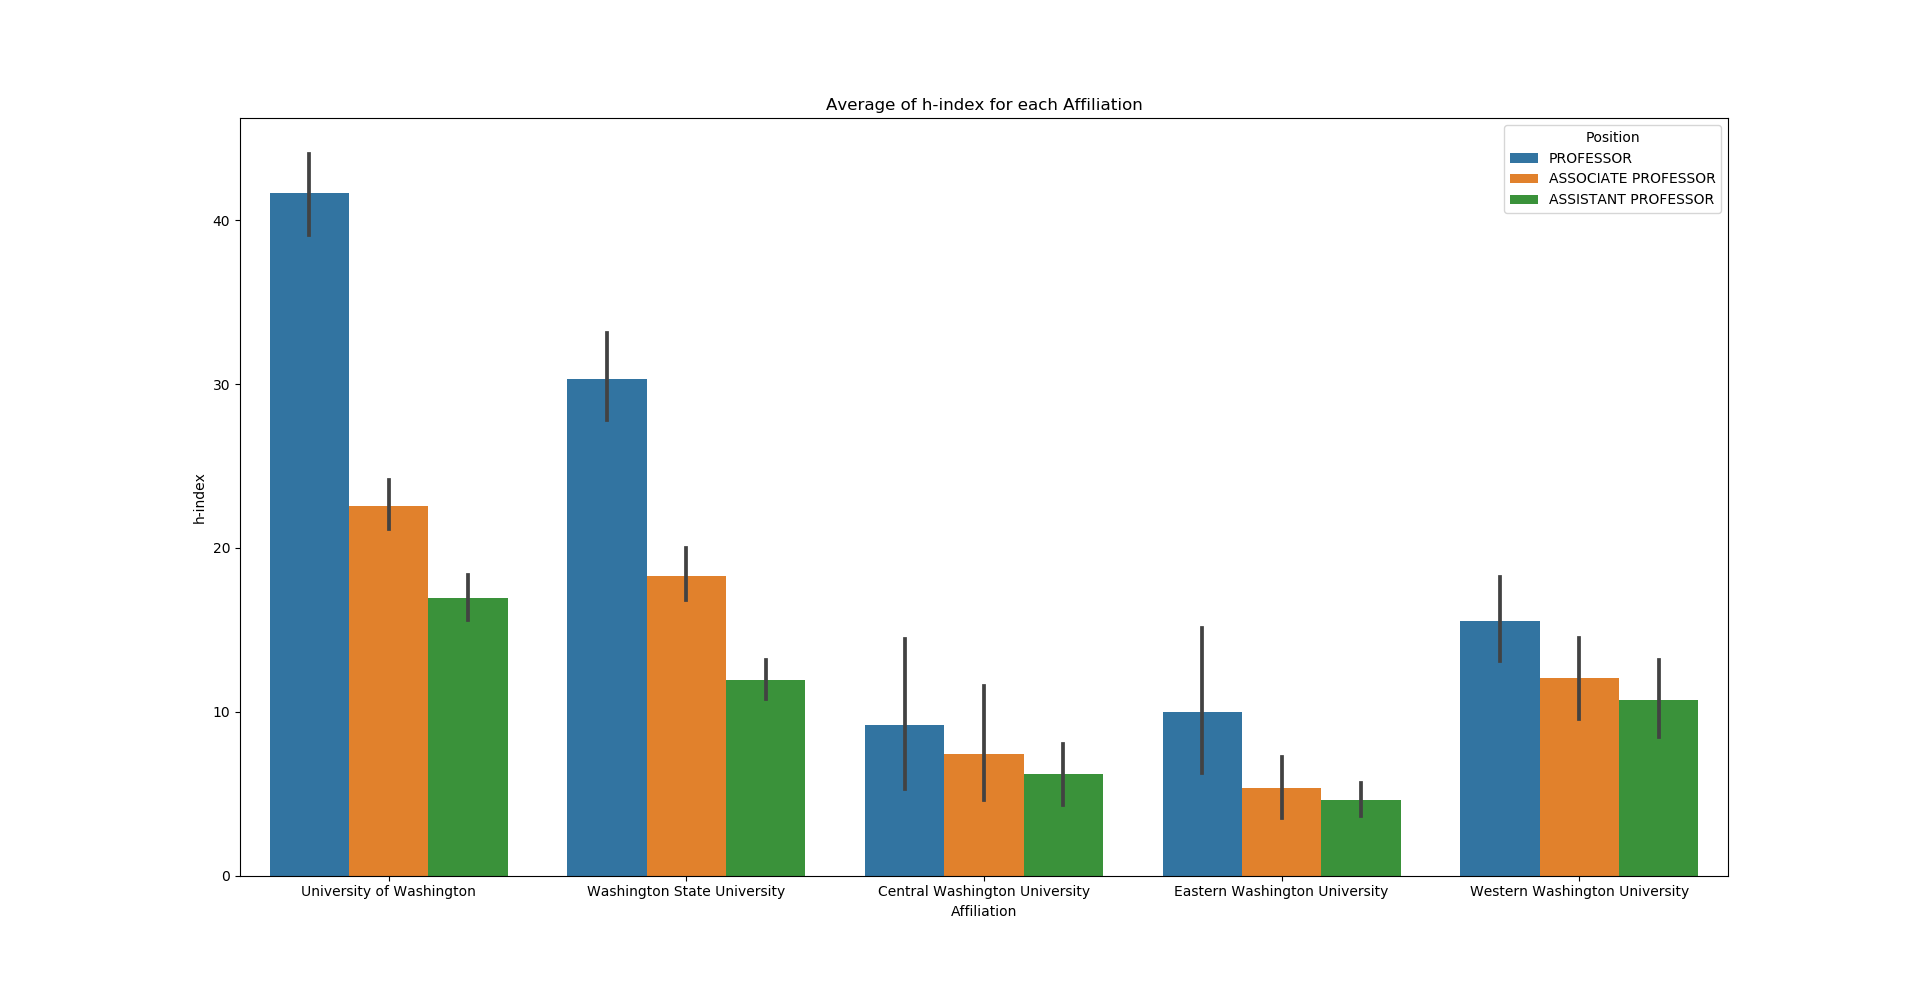 Average of h-index for each Affiliation
Position
PROFESSOR
ASSOCIATE PROFESSOR
ASSISTANT PROFESSOR
40
30
20
10
0
h-index
University of Washington
Washington State University
Central Washington University
Eastern Washington University
Western Washington University
Affiliation